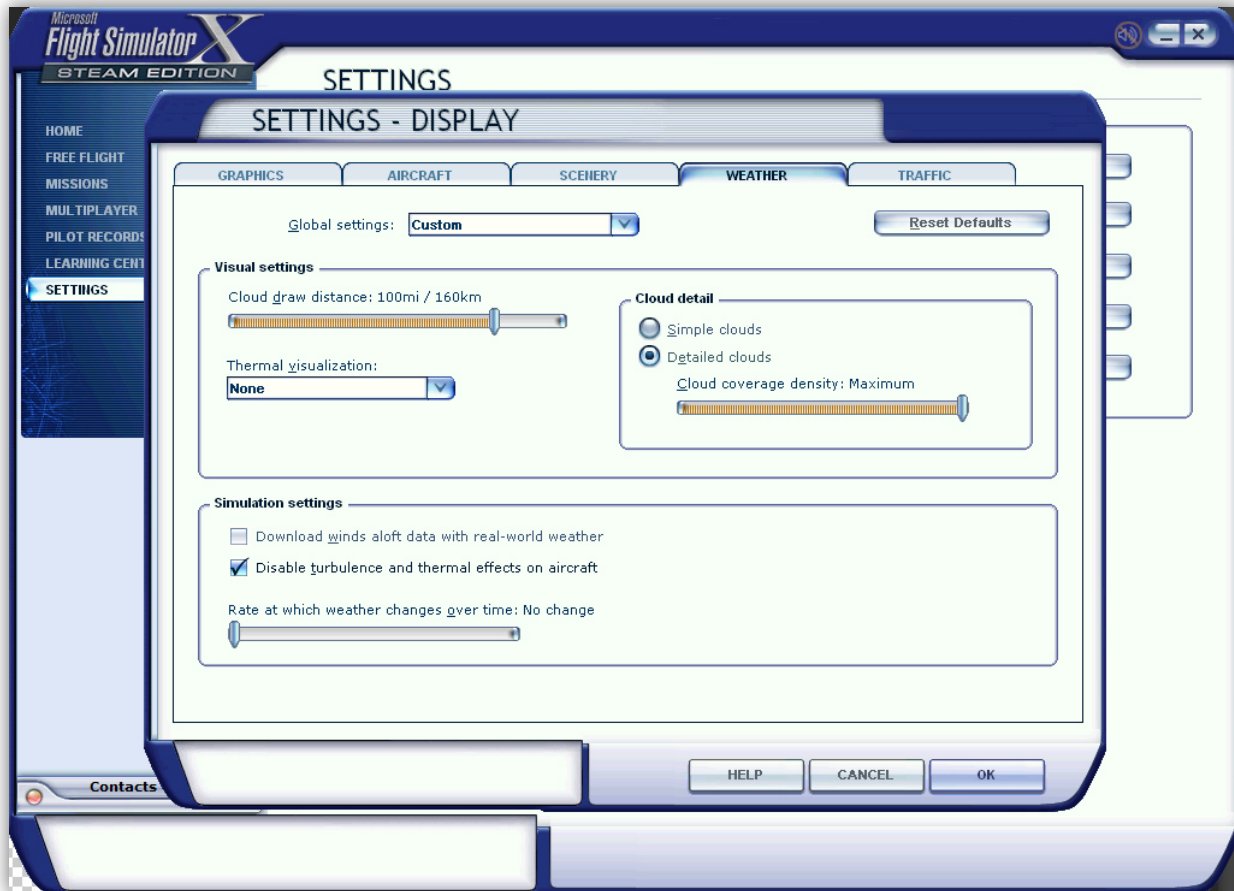 Microsoft
Flight Simulator X
STEAM EDITION
SETTINGS
SETTINGS - DISPLAY
HOME
FREE FLIGHT
MISSIONS
MULTIPLAYER
PILOT RECORDS
LEARNING CENT
SETTINGS
GRAPHICS AIRCRAFT SCENERY WEATHER TRAFFIC
Global settings: Custom Reset Defaults
Visual settings
Cloud draw distance: 100mi / 160km
Thermal visualization:
None
Cloud detail
Simple clouds
Detailed clouds
Cloud coverage density: Maximum
Simulation settings
Download winds aloft data with real-world weather
Disable turbulence and thermal effects on aircraft
Rate at which weather changes over time: No change
HELP CANCEL OK
Contacts